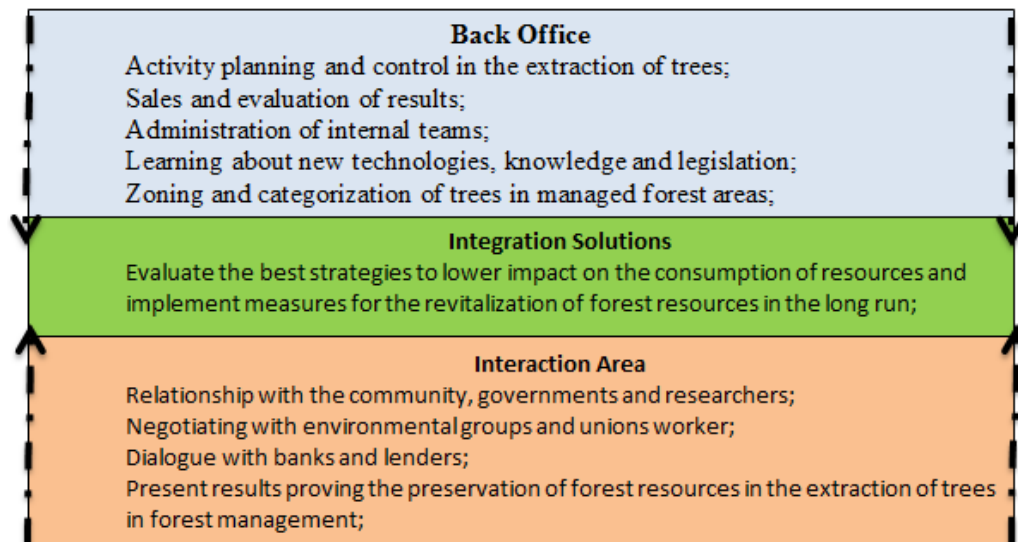 Back Office
Activity planning and control in the extraction of trees;
Sales and evaluation of results;
Administration of internal teams;
Learning about new technologies, knowledge and legislation;
Zoning and categorization of trees in managed forest areas;
Integration Solutions
Evaluate the best strategies to lower impact on the consumption of resources and
implement measures for the revitalization of forest resources in the long run;
Interaction Area
Relationship with the community, governments and researchers;
Negotiating with environmental groups and unions worker;
Dialogue with banks and lenders;
Present results proving the preservation of forest resources in the extraction of trees
in forest management;